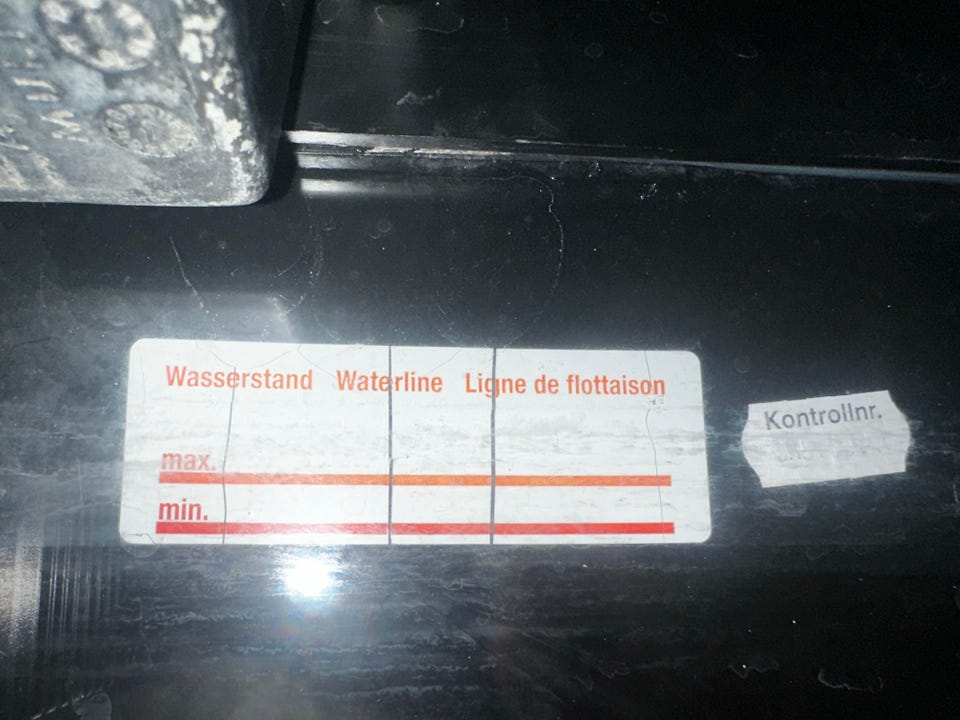 Wasserstand Waterline Ligne de flottaison
max.
min.
Kontrollnr.